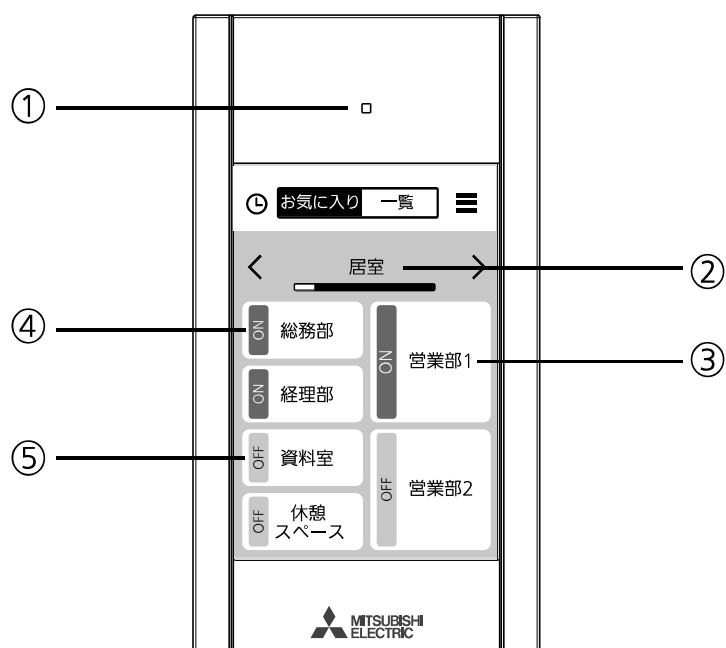 ①
お気に入り 一覧
居室
②
④
ON 総務部
ON 営業部1
③
ON 経理部
⑤
OFF 資料室
OFF 営業部2
OFF 休憩
スペース
MITSUBISHI
ELECTRIC